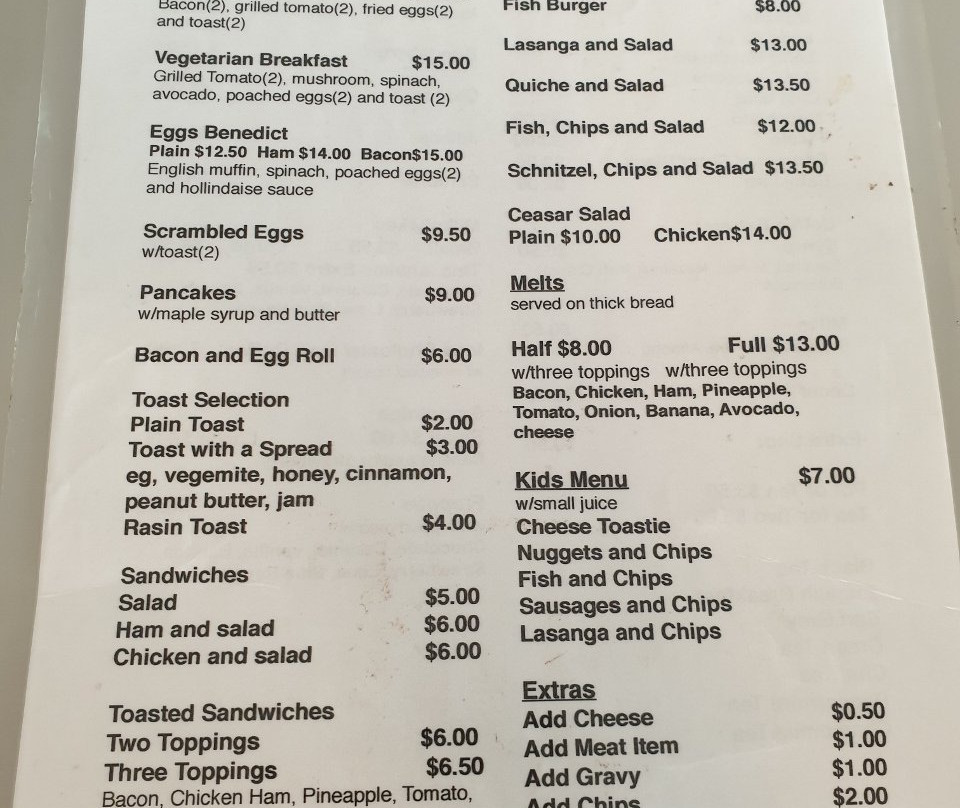 Bacon(2), grilled tomato(2), fried eggs(2)
and toast(2)
Vegetarian Breakfast $15.00
Grilled Tomato(2), mushroom, spinach,
avocado, poached eggs(2) and toast (2)
Eggs Benedict
Plain $12.50 Ham $14.00 Bacon$15.00
English muffin, spinach, poached eggs(2)
and hollindaise sauce
Scrambled Eggs $9.50
w/toast(2)
Pancakes $9.00
w/maple syrup and butter
Bacon and Egg Roll $6.00
Toast Selection
Plain Toast $2.00
Toast with a Spread $3.00
eg, vegemite, honey, cinnamon,
peanut butter, jam
Rasin Toast $4.00
Sandwiches
Salad $5.00
Ham and salad $6.00
Chicken and salad $6.00
Toasted Sandwiches
Two Toppings $6.00
Three Toppings $6.50
Bacon, Chicken Ham, Pineapple, Tomato,
Fish Burger $8.00
Lasanga and Salad $13.00
Quiche and Salad $13.50
Fish, Chips and Salad $12.00
Schnitzel, Chips and Salad $13.50
Ceasar Salad
Plain $10.00 Chicken$14.00
Melts
served on thick bread
Half $8.00 Full $13.00
w/three toppings w/three toppings
Bacon, Chicken, Ham, Pineapple,
Tomato, Onion, Banana, Avocado,
cheese
Kids Menu $7.00
w/small juice
Cheese Toastie
Nuggets and Chips
Fish and Chips
Sausages and Chips
Lasanga and Chips
Extras
Add Cheese $0.50
Add Meat Item $1.00
Add Gravy $1.00
Add Chips $2.00